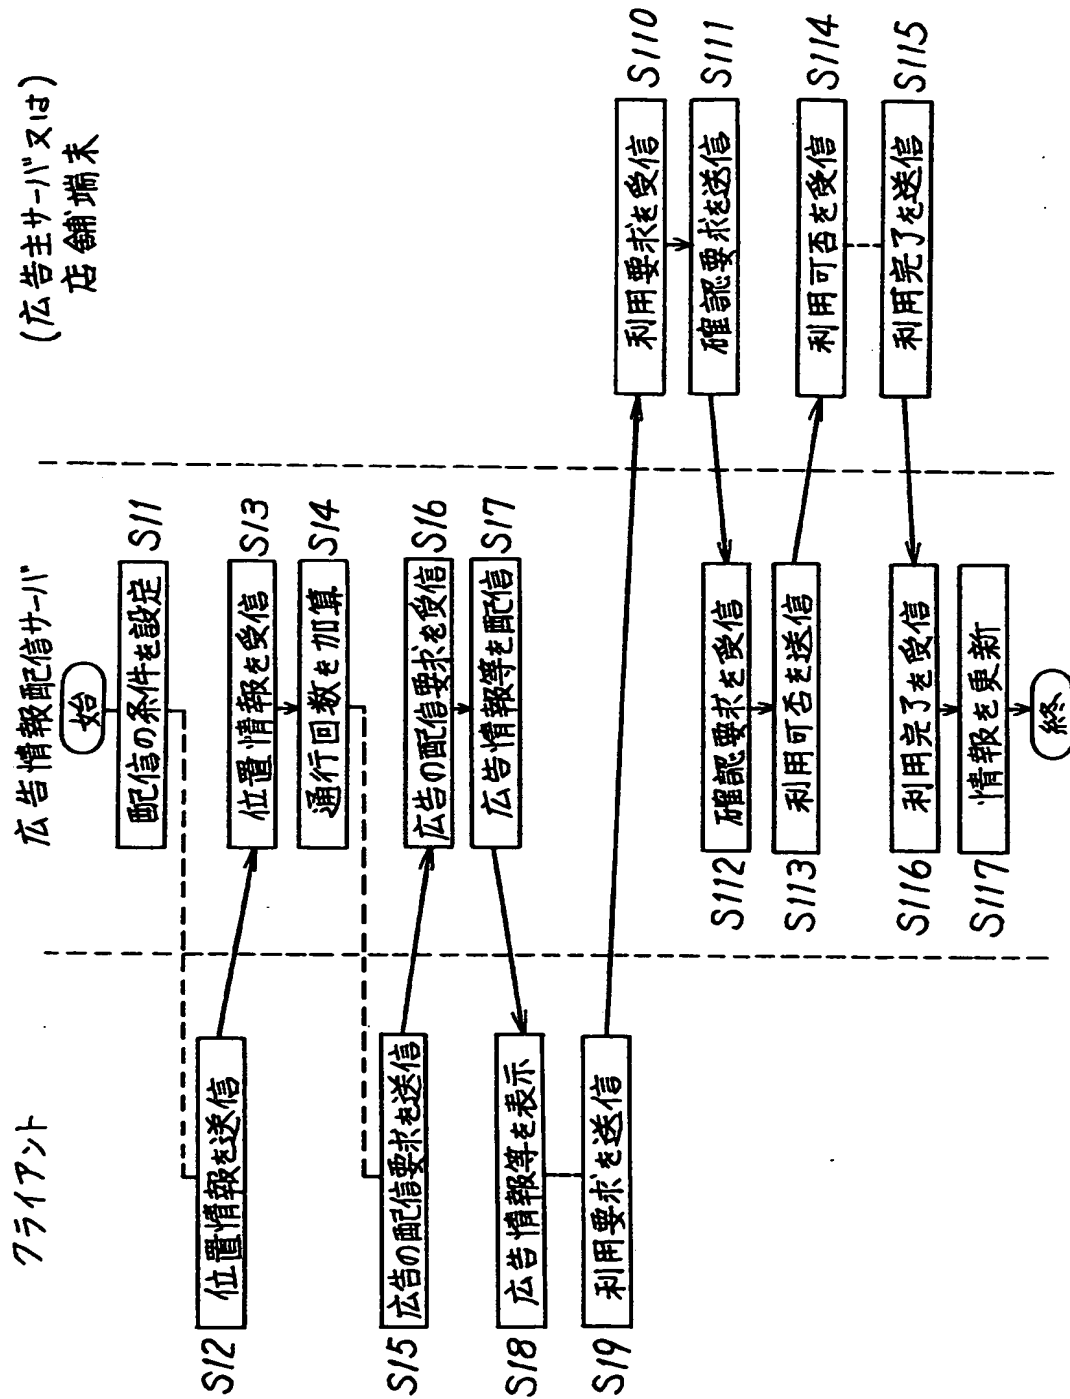 クライアント
広告情報配信サーバ
(広告主サーバ又は)
店舗端末
始
配信の条件を設定 S11
S12 位置情報を送信
位置情報を受信 S13
通行回数を加算 S14
S15 広告の配信要求を送信
広告の配信要求を受信 S16
広告情報等を配信 S17
S18 広告情報等を表示
S19 利用要求を送信
利用要求を受信 S110
確認要求を送信 S111
S112 確認要求を受信
S113 利用可否を送信
利用可否を受信 S114
利用完了を送信 S115
S116 利用完了を受信
S117 情報を更新
終